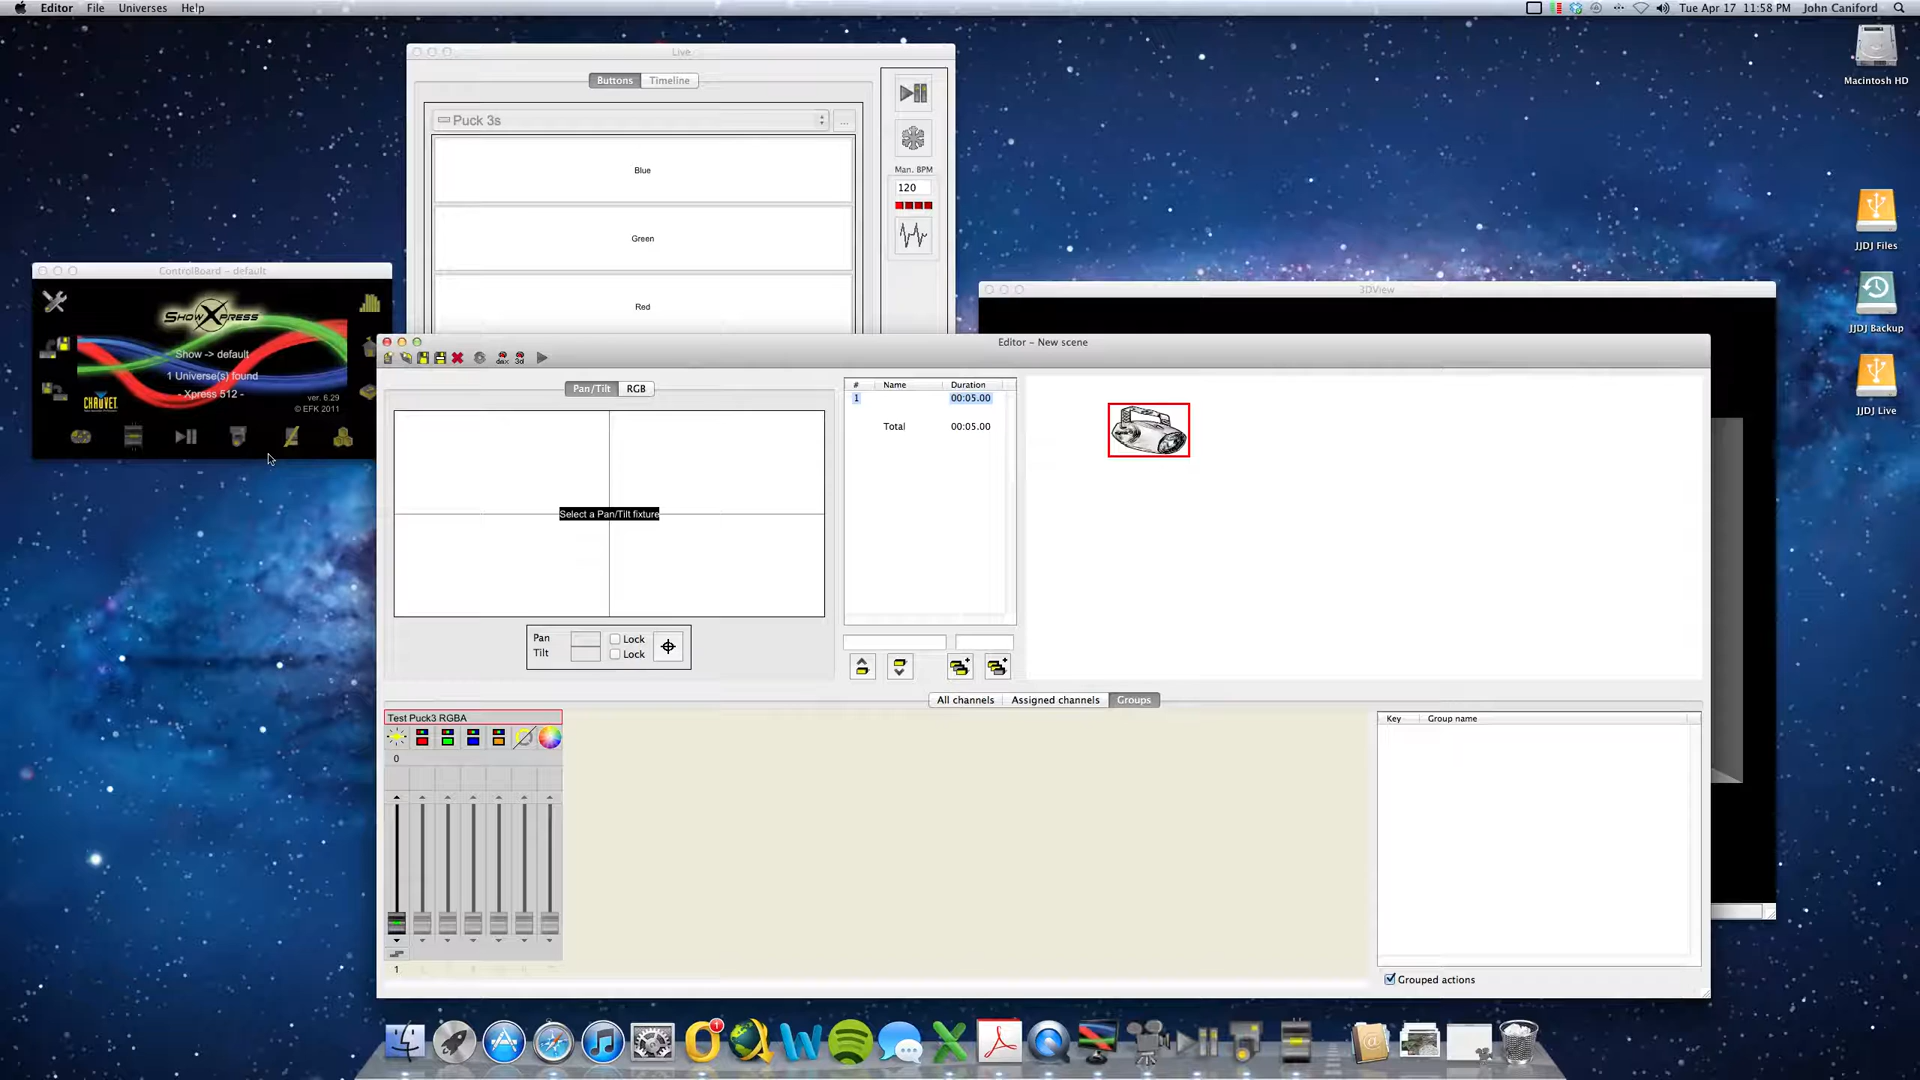 Editor File Universes Help
Tue Apr 17 11:58 PM John Caniford
Macintosh HD
JJDJ Files
JJDJ Backup
JJDJ Live
Live
Buttons Timeline
Puck 3s ...
Blue
Green
Red
Man. BPM
120
ControlBoard - default
SHOWXPRESS
Show -> default
1 Universe(s) found
- Xpress 512 -
CHAUVET
ver. 6.29
© EFK 2011
3DView
Editor - New scene
dmx 3d
Pan/Tilt RGB
Select a Pan/Tilt fixture
Pan Lock
Tilt Lock
# Name Duration
1 00:05.00
Total 00:05.00
All channels Assigned channels Groups
Test Puck3 RGBA
0
1
Key Group name
Grouped actions
1